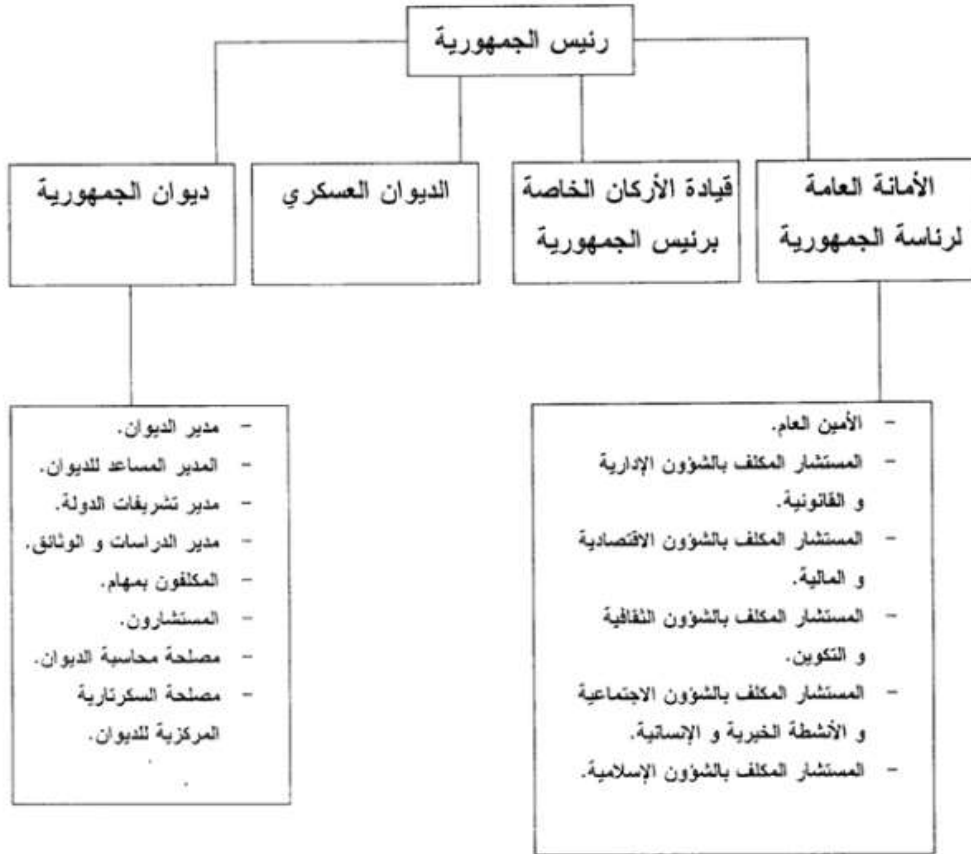 رئيس الجمهورية
الأمانة العامة
لرئاسة الجمهورية
قيادة الأركان الخاصة
برئيس الجمهورية
الديوان العسكري
ديوان الجمهورية
- الأمين العام.
- المستشار المكلف بالشؤون الإدارية
و القانونية.
- المستشار المكلف بالشؤون الاقتصادية
و المالية.
- المستشار المكلف بالشؤون الثقافية
و التكوين.
- المستشار المكلف بالشؤون الاجتماعية
و الأنشطة الخيرية و الإنسانية.
- المستشار المكلف بالشؤون الإسلامية.
- مدير الديوان.
- المدير المساعد للديوان.
- مدير تشريفات الدولة.
- مدير الدراسات و الوثائق.
- المكلفون بمهام.
- المستشارون.
- مصلحة محاسبة الديوان.
- مصلحة السكرتارية
المركزية للديوان.